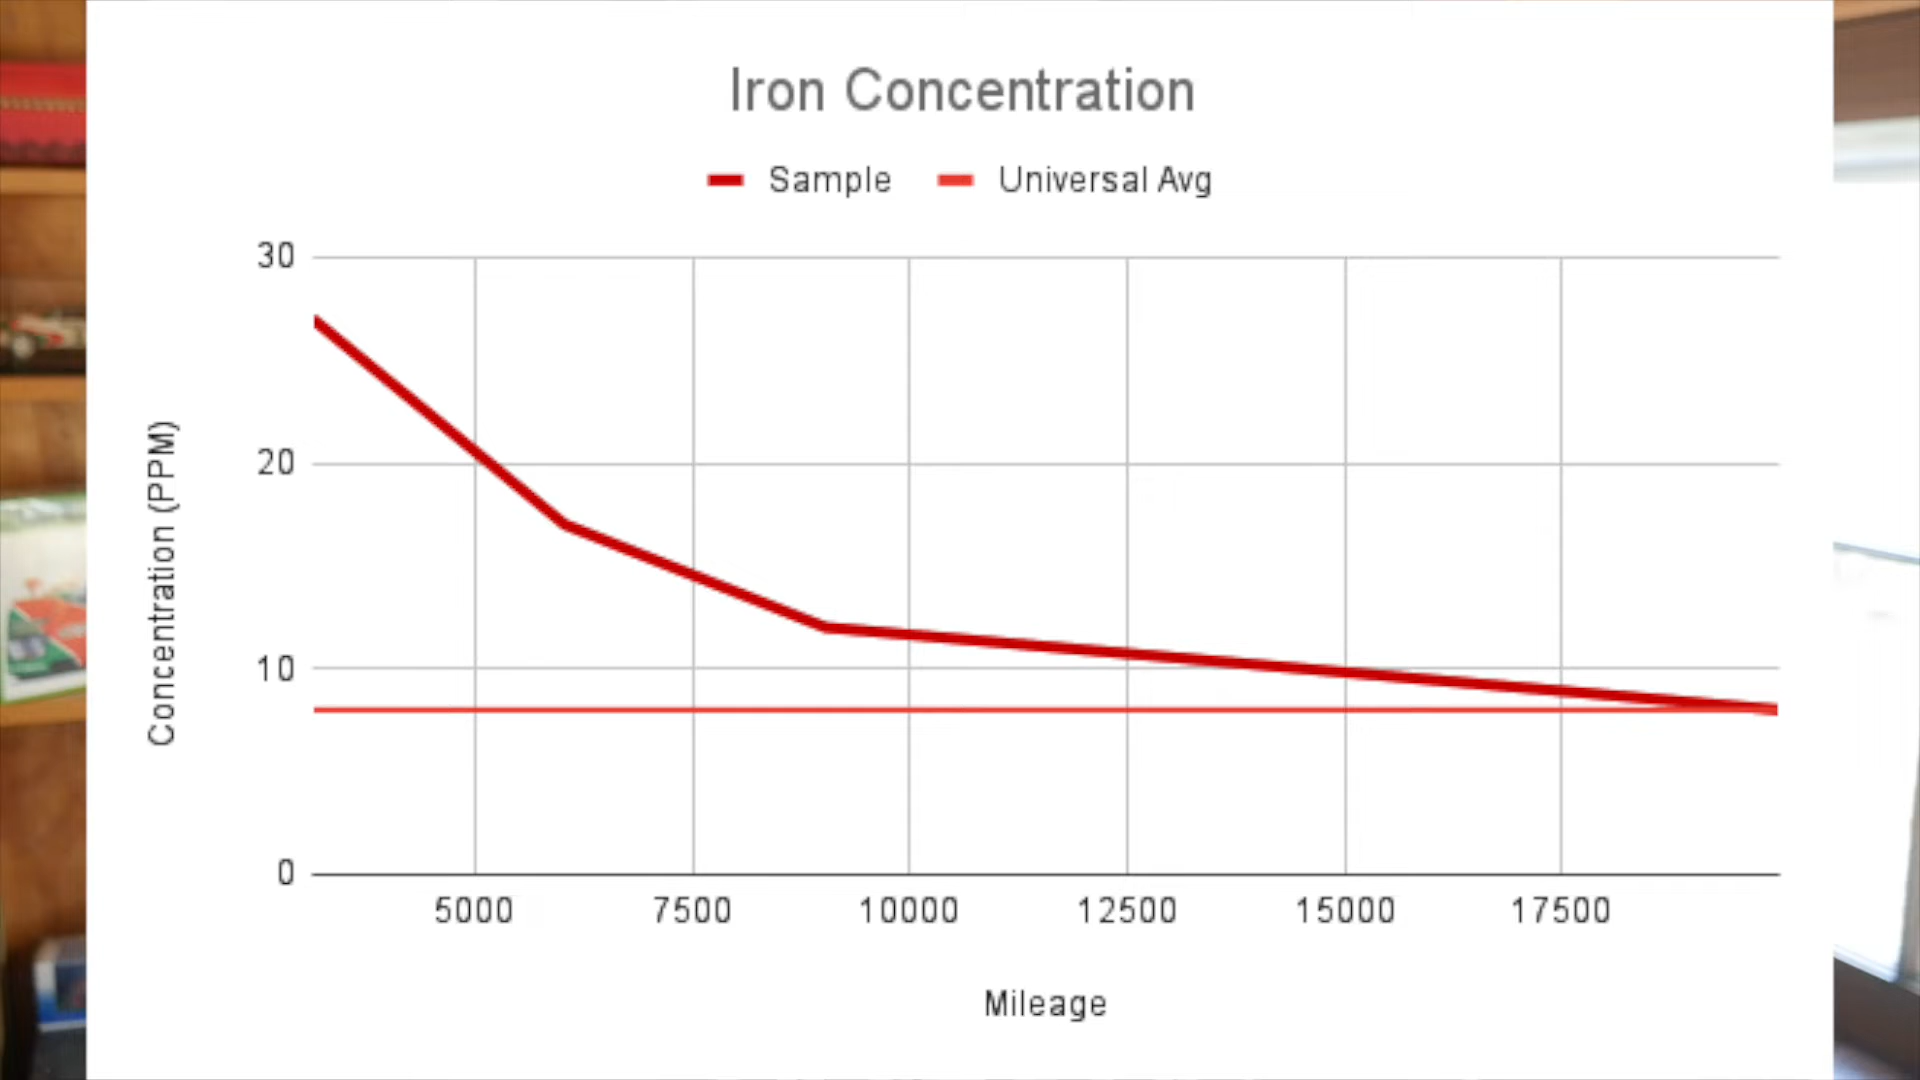 Iron Concentration
Sample Universal Avg
30
20
10
0
Concentration (PPM)
5000 7500 10000 12500 15000 17500
Mileage